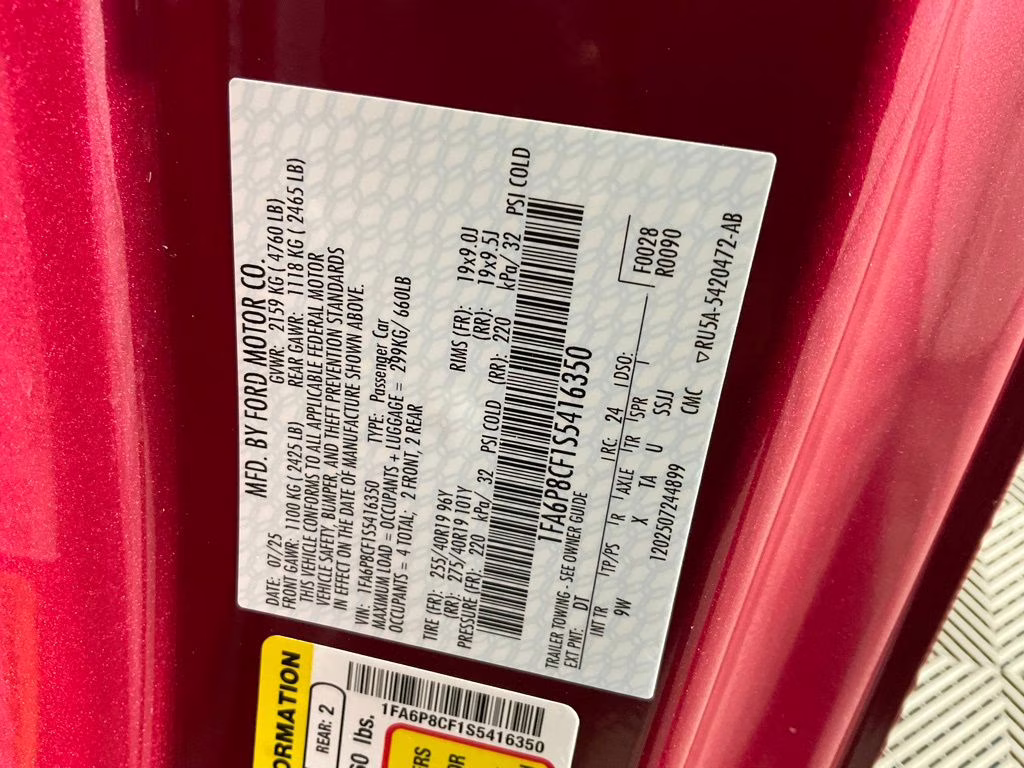 MFD. BY FORD MOTOR CO.
DATE: 07/25 GVWR: 2159 KG ( 4760 LB)
FRONT GAWR: 1100 KG ( 2425 LB) REAR GAWR: 1118 KG ( 2465 LB)
THIS VEHICLE CONFORMS TO ALL APPLICABLE FEDERAL MOTOR
VEHICLE SAFETY, BUMPER, AND THEFT PREVENTION STANDARDS
IN EFFECT ON THE DATE OF MANUFACTURE SHOWN ABOVE.
VIN: 1FA6P8CF1S5416350 TYPE: Passenger Car
MAXIMUM LOAD = OCCUPANTS + LUGGAGE = 299KG/ 660LB
OCCUPANTS = 4 TOTAL; 2 FRONT, 2 REAR
TIRE (FR): 255/40R19 96Y RIMS (FR): 19x9.0J
(RR): 275/40R19 101Y (RR): 19x9.5J
PRESSURE (FR): 220 kPa/ 32 PSI COLD (RR): 220 kPa/ 32 PSI COLD
1FA6P8CF1S5416350
TRAILER TOWING - SEE OWNER GUIDE
EXT PNT: DT RC: 24 DSO: F0028
R0090
INT TR TP/PS R AXLE TR SPR
9W X TA U SSJJ
1202507244899 CMC
▽RU5A-5420472-AB
ORMATION
REAR: 2
60 lbs.
1FA6P8CF1S5416350
ERS
OR